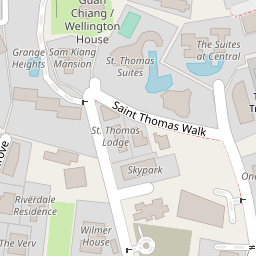 Guan
Chiang /
Wellington
House
Grange
Heights
Sam Kiang
Mansion
St. Thomas
Suites
The Suites
at Central
Saint Thomas Walk
St. Thomas
Lodge
Skypark
Riverdale
Residence
Wilmer
House
The Verv